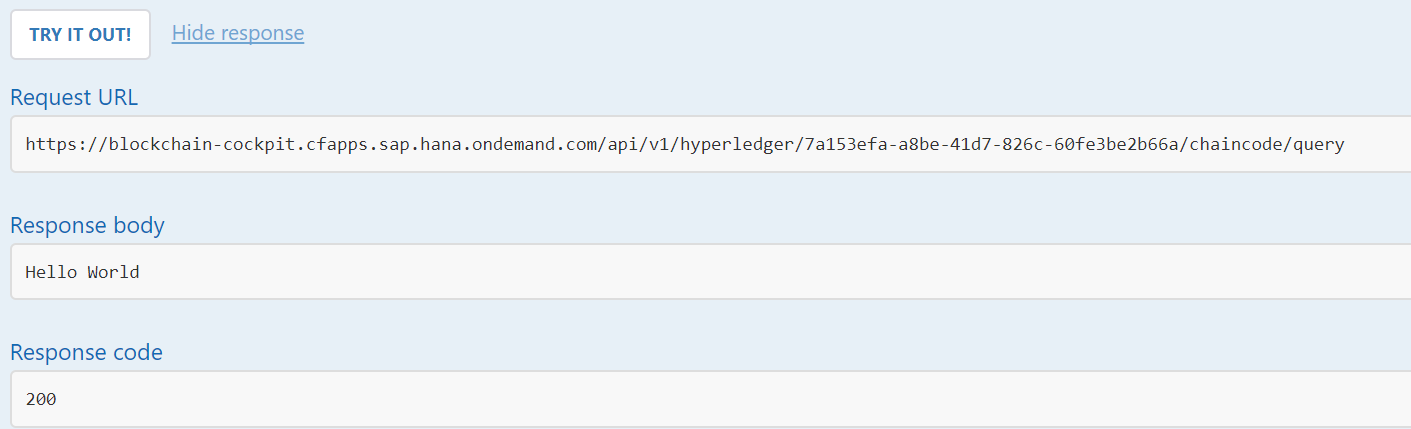 TRY IT OUT! Hide response
Request URL
https://blockchain-cockpit.cfapps.sap.hana.ondemand.com/api/v1/hyperledger/7a153efa-a8be-41d7-826c-60fe3be2b66a/chaincode/query
Response body
Hello World
Response code
200